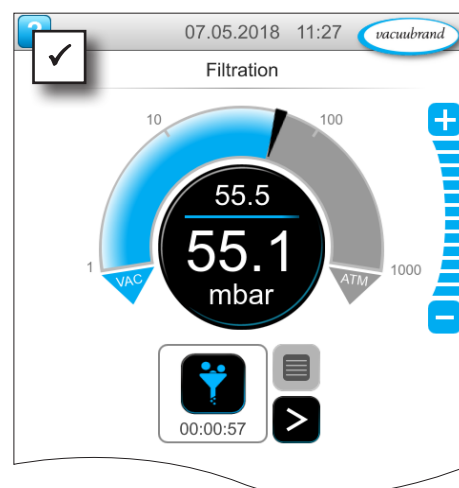 ?
07.05.2018 11:27 vacuubrand
Filtration
10 100
+
55.5
55.1
mbar
1 VAC ATM 1000
00:00:57
>